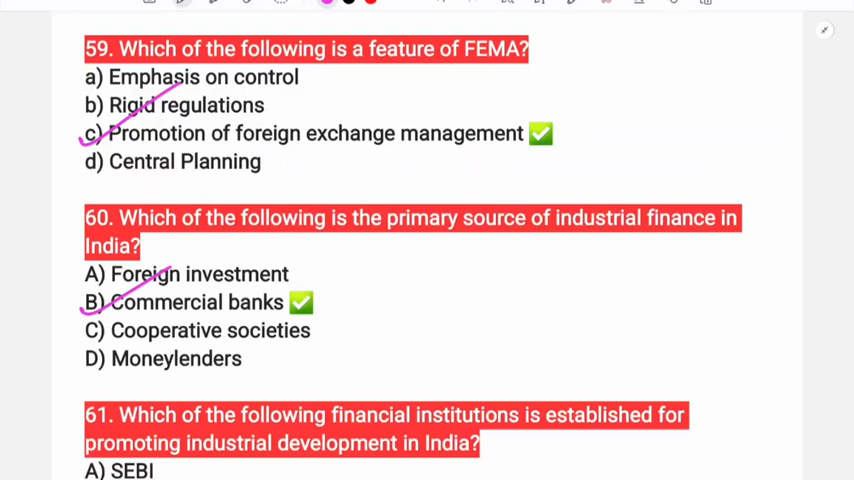 59. Which of the following is a feature of FEMA?
a) Emphasis on control
b) Rigid regulations
c) Promotion of foreign exchange management ✅
d) Central Planning
60. Which of the following is the primary source of industrial finance in
India?
A) Foreign investment
B) Commercial banks ✅
C) Cooperative societies
D) Moneylenders
61. Which of the following financial institutions is established for
promoting industrial development in India?
A) SEBI